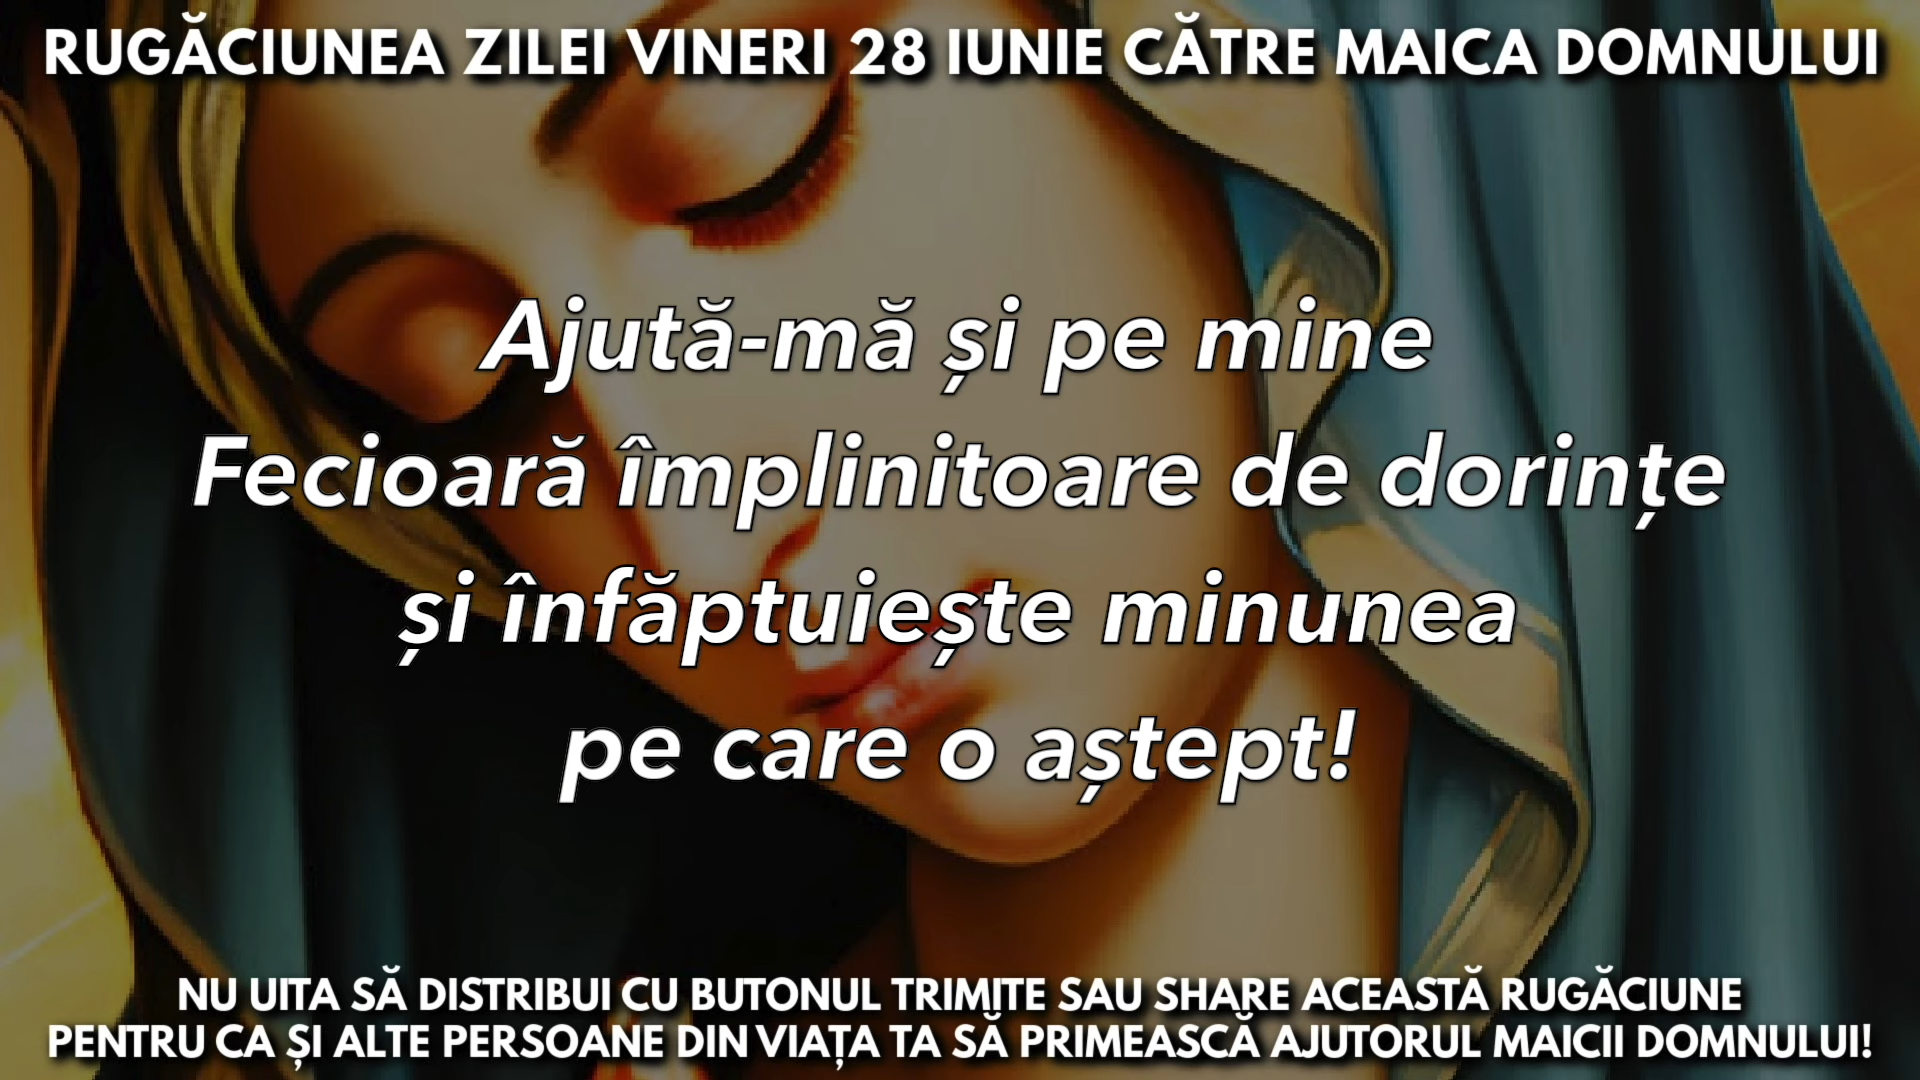 RUGĂCIUNEA ZILEI VINERI 28 IUNIE CĂTRE MAICA DOMNULUI
Ajută-mă și pe mine
Fecioară împlinitoare de dorințe
și înfăptuiește minunea
pe care o aștept!
NU UITA SĂ DISTRIBUI CU BUTONUL TRIMITE SAU SHARE ACEASTĂ RUGĂCIUNE
PENTRU CA ȘI ALTE PERSOANE DIN VIAȚA TA SĂ PRIMEASCĂ AJUTORUL MAICII DOMNULUI!